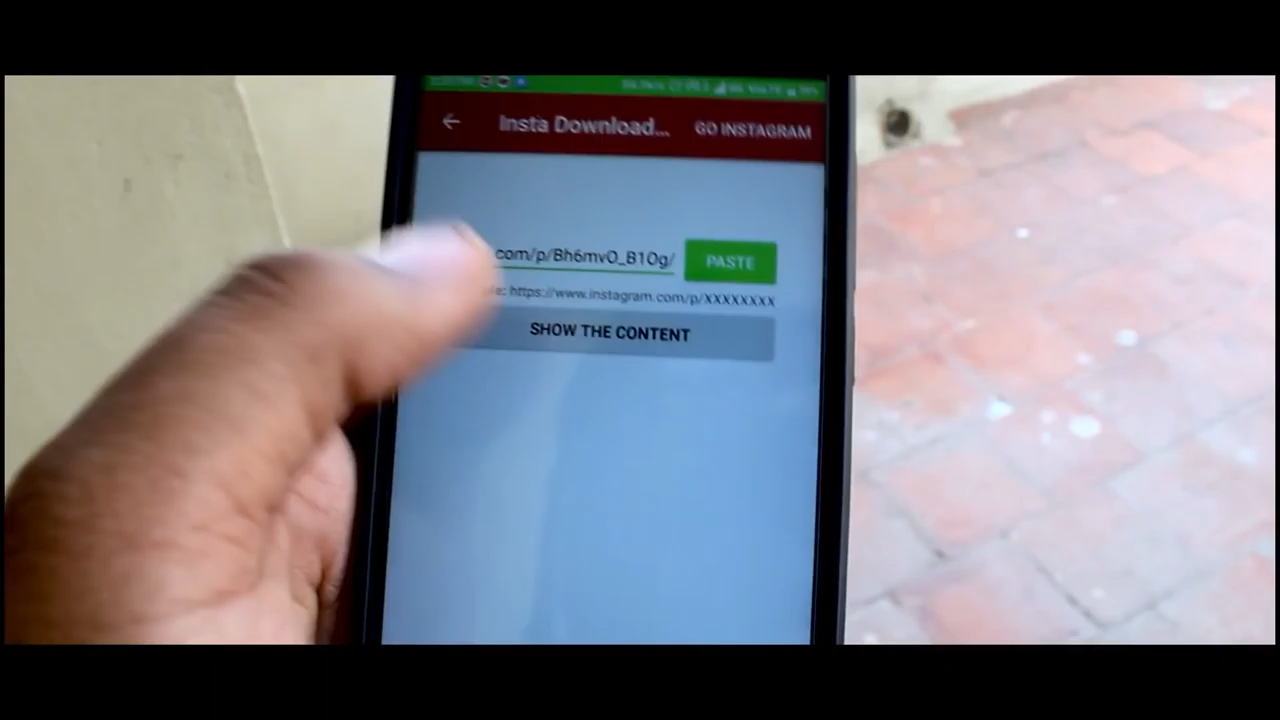 Insta Download... GO INSTAGRAM
com/p/Bh6mvO_B1Og/ PASTE
https://www.instagram.com/p/XXXXXXXX
SHOW THE CONTENT